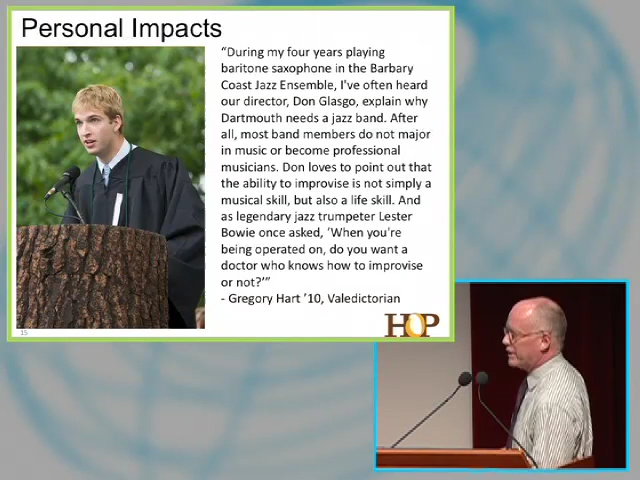 Personal Impacts
“During my four years playing
baritone saxophone in the Barbary
Coast Jazz Ensemble, I've often heard
our director, Don Glasgo, explain why
Dartmouth needs a jazz band. After
all, most band members do not major
in music or become professional
musicians. Don loves to point out that
the ability to improvise is not simply a
musical skill, but also a life skill. And
as legendary jazz trumpeter Lester
Bowie once asked, ‘When you're
being operated on, do you want a
doctor who knows how to improvise
or not?’”
- Gregory Hart ’10, Valedictorian
HOP
15